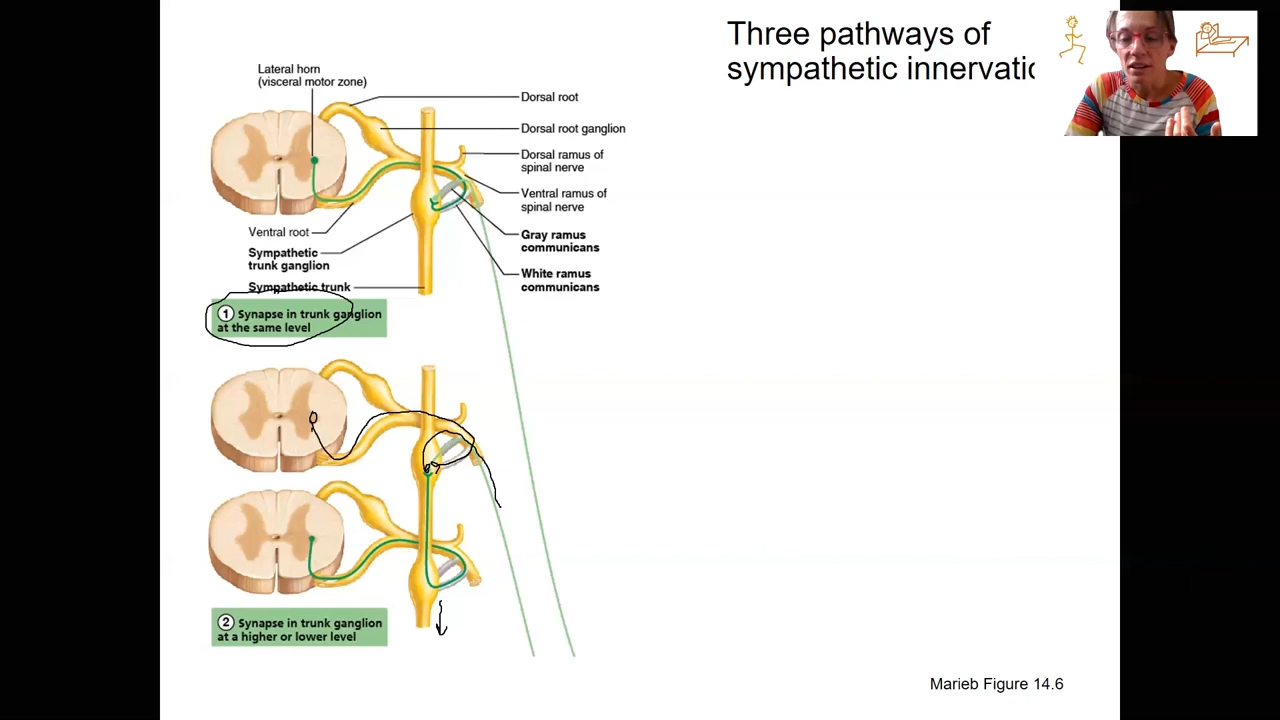 Three pathways of
sympathetic innervatic
Lateral horn
(visceral motor zone)
Dorsal root
Dorsal root ganglion
Dorsal ramus of
spinal nerve
Ventral ramus of
spinal nerve
Ventral root
Gray ramus
communicans
Sympathetic
trunk ganglion
White ramus
communicans
Sympathetic trunk
1 Synapse in trunk ganglion
at the same level
2 Synapse in trunk ganglion
at a higher or lower level
Marieb Figure 14.6